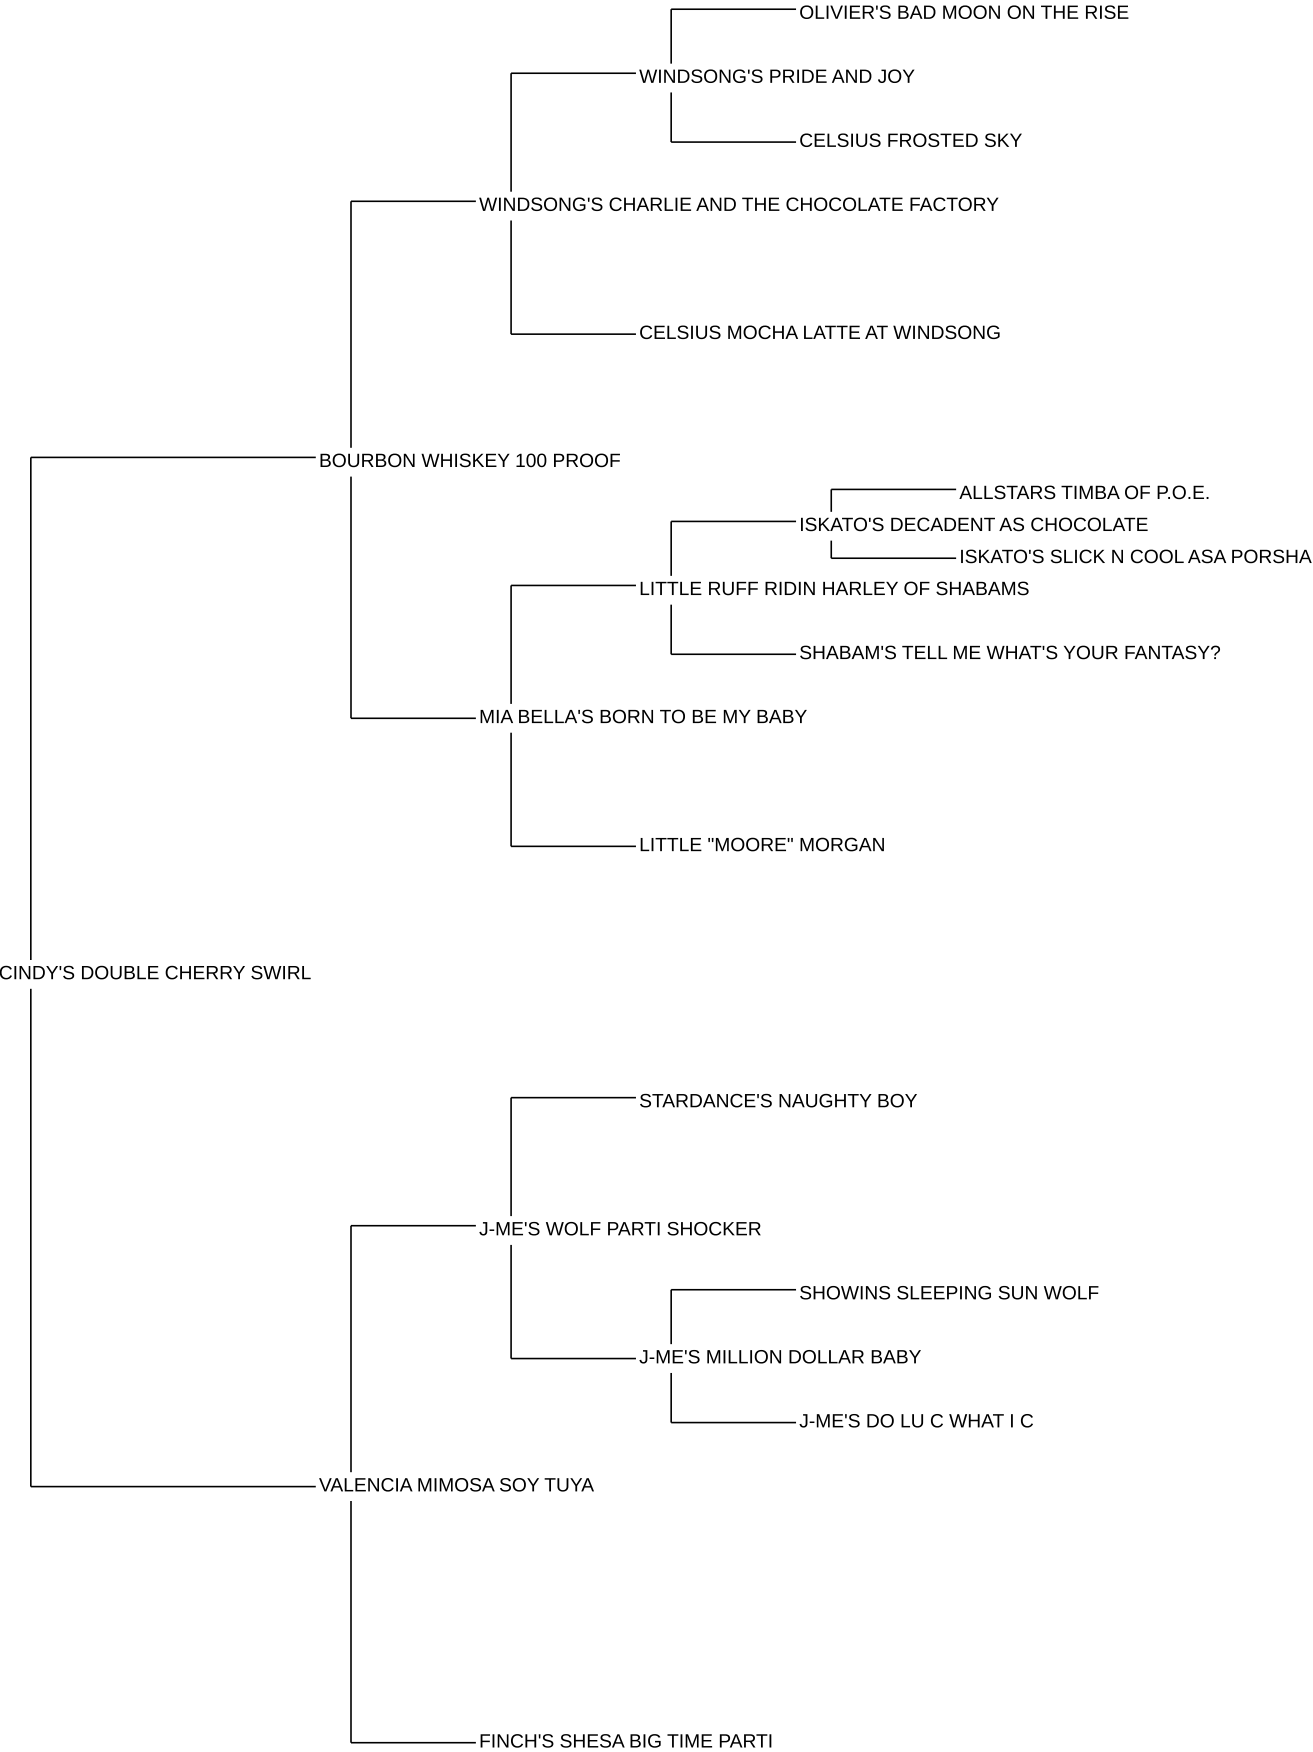 OLIVIER'S BAD MOON ON THE RISE
WINDSONG'S PRIDE AND JOY
CELSIUS FROSTED SKY
WINDSONG'S CHARLIE AND THE CHOCOLATE FACTORY
CELSIUS MOCHA LATTE AT WINDSONG
BOURBON WHISKEY 100 PROOF
ALLSTARS TIMBA OF P.O.E.
ISKATO'S DECADENT AS CHOCOLATE
ISKATO'S SLICK N COOL ASA PORSHA
LITTLE RUFF RIDIN HARLEY OF SHABAMS
SHABAM'S TELL ME WHAT'S YOUR FANTASY?
MIA BELLA'S BORN TO BE MY BABY
LITTLE "MOORE" MORGAN
CINDY'S DOUBLE CHERRY SWIRL
STARDANCE'S NAUGHTY BOY
J-ME'S WOLF PARTI SHOCKER
SHOWINS SLEEPING SUN WOLF
J-ME'S MILLION DOLLAR BABY
J-ME'S DO LU C WHAT I C
VALENCIA MIMOSA SOY TUYA
FINCH'S SHESA BIG TIME PARTI